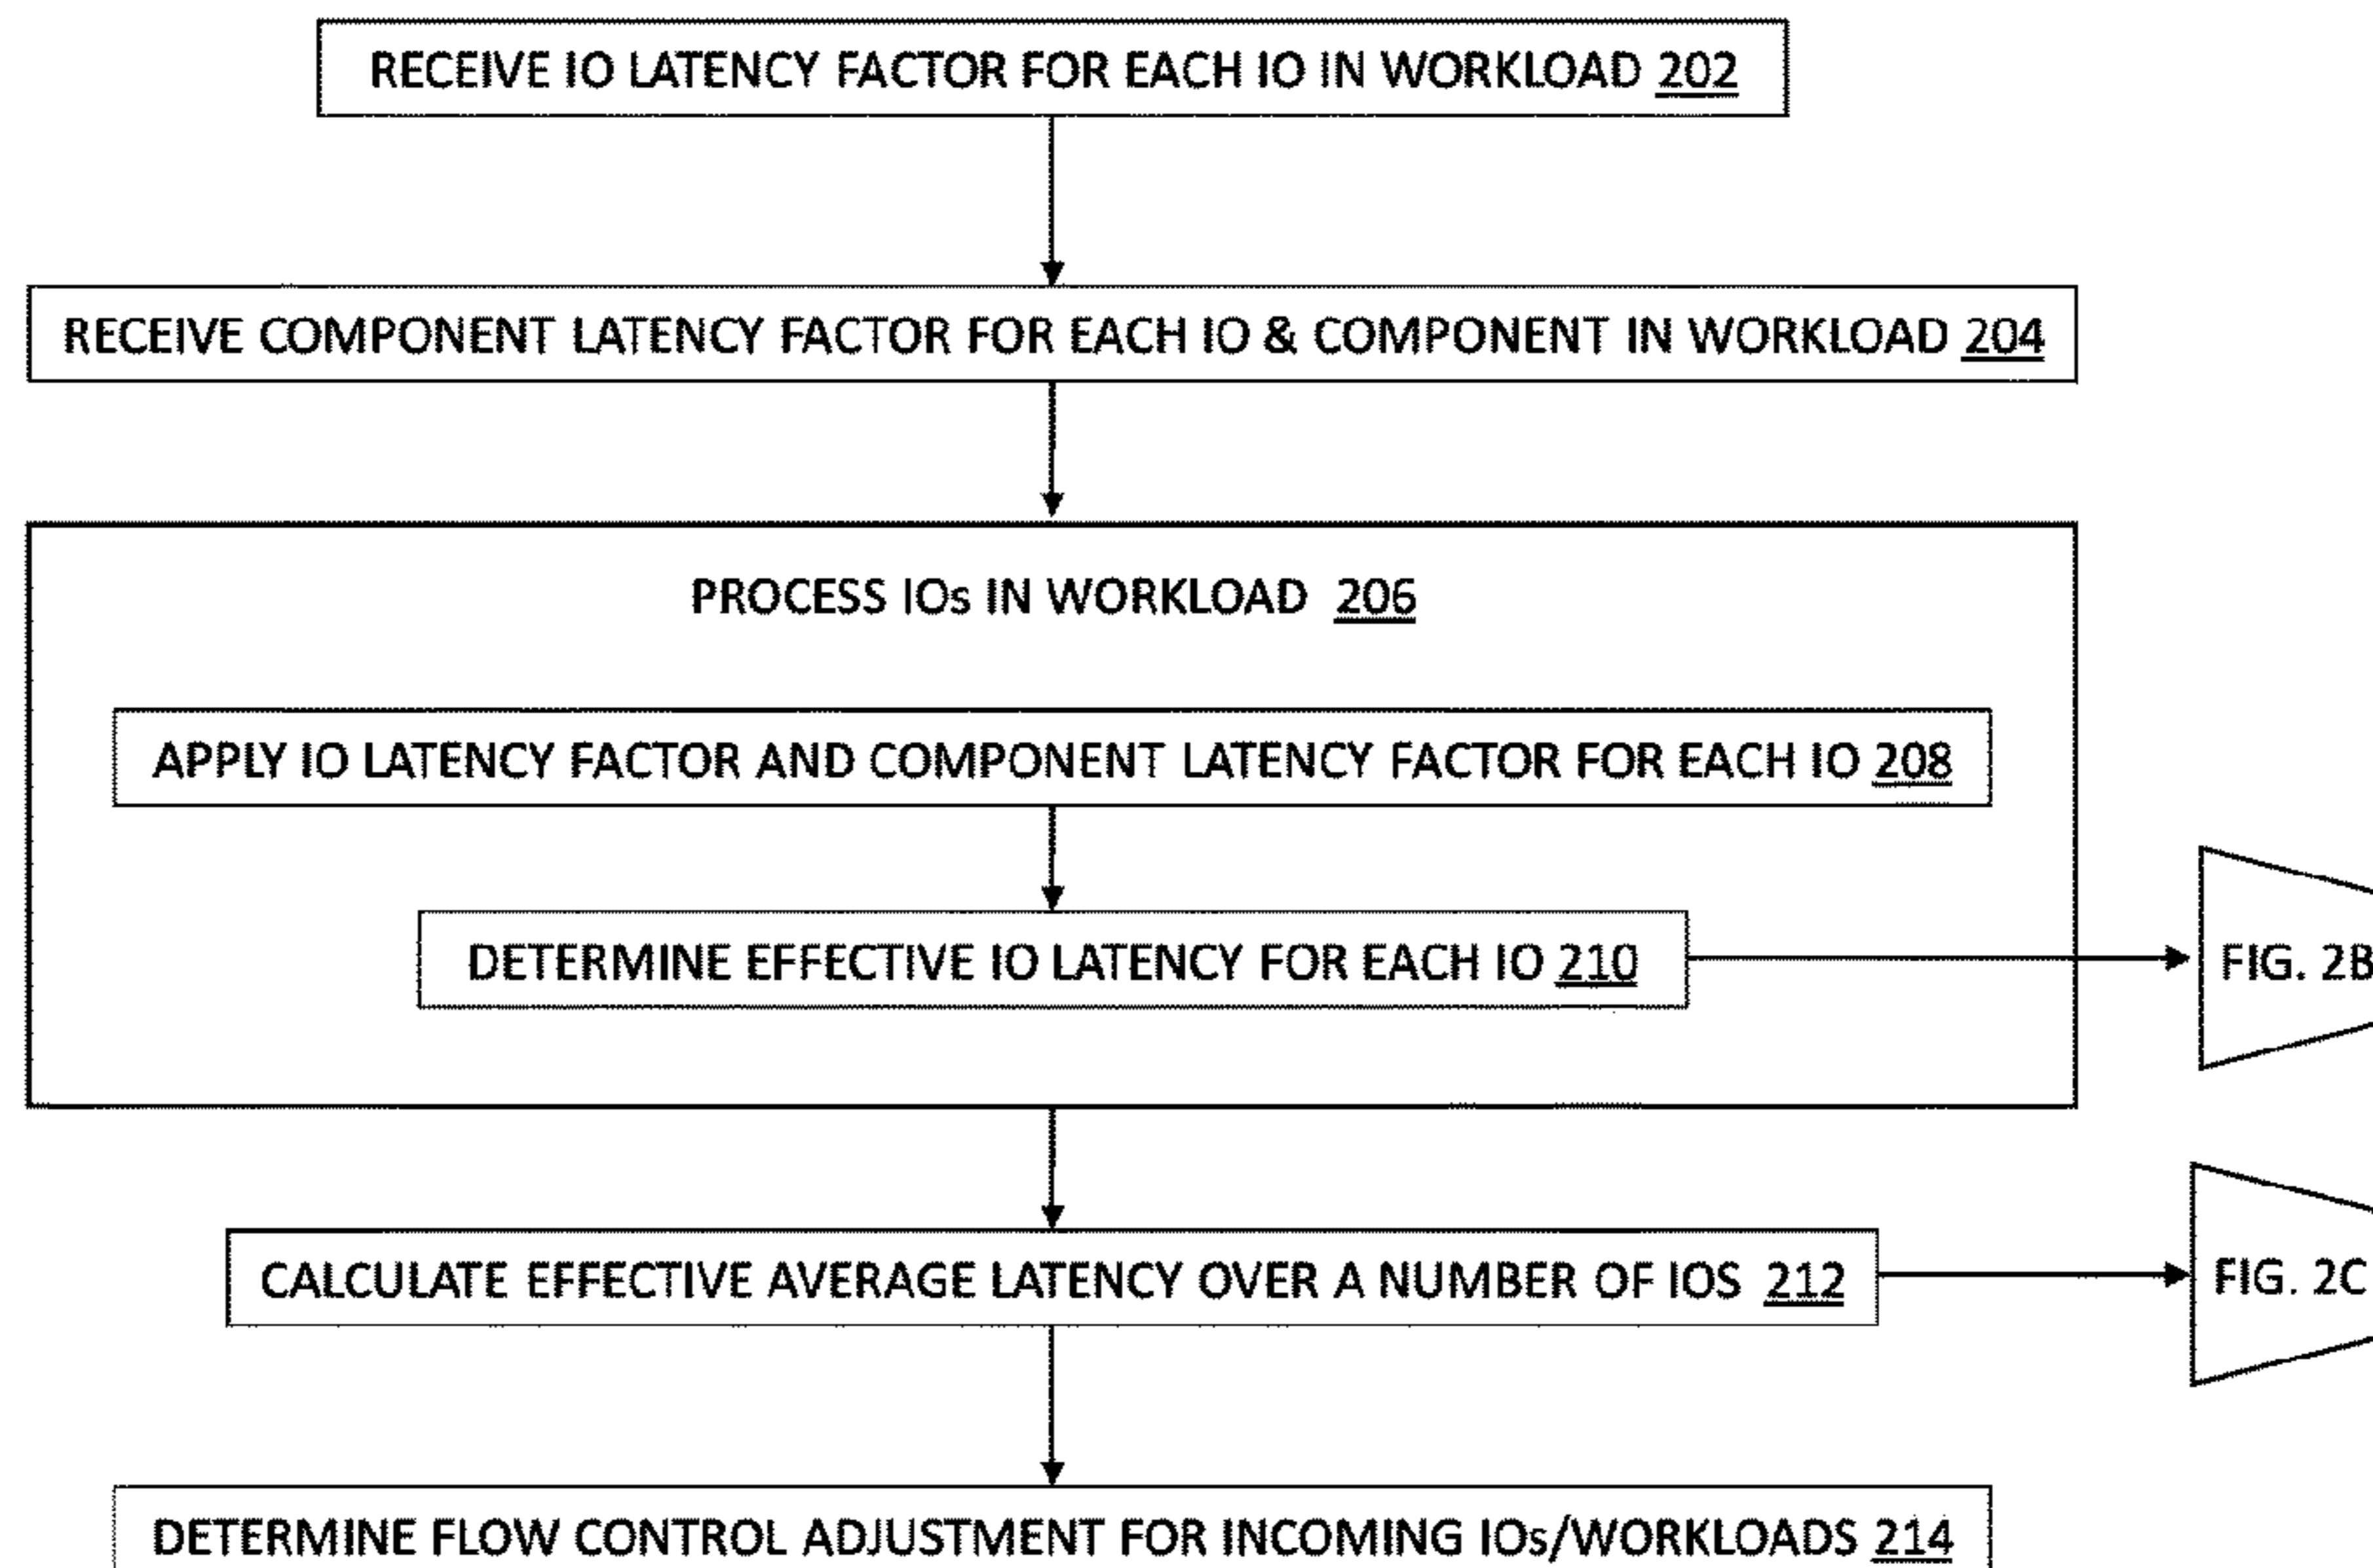 RECEIVE IO LATENCY FACTOR FOR EACH IO IN WORKLOAD 202
RECEIVE COMPONENT LATENCY FACTOR FOR EACH IO & COMPONENT IN WORKLOAD 204
PROCESS IOs IN WORKLOAD 206
APPLY IO LATENCY FACTOR AND COMPONENT LATENCY FACTOR FOR EACH IO 208
DETERMINE EFFECTIVE IO LATENCY FOR EACH IO 210
FIG. 2B
CALCULATE EFFECTIVE AVERAGE LATENCY OVER A NUMBER OF IOS 212
FIG. 2C
DETERMINE FLOW CONTROL ADJUSTMENT FOR INCOMING IOs/WORKLOADS 214